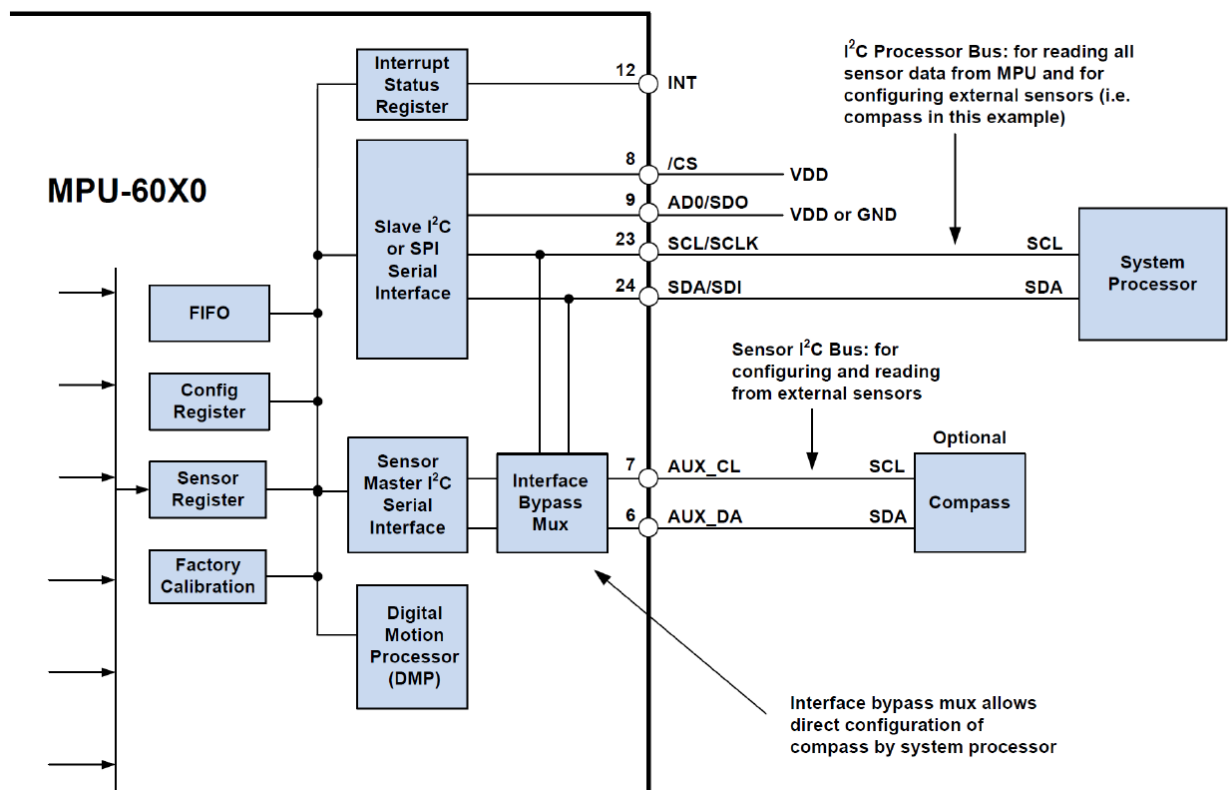 MPU-60X0
Interrupt
Status
Register
12
INT
8
/CS
VDD
9
AD0/SDO
VDD or GND
Slave I²C
or SPI
Serial
Interface
23
SCL/SCLK
SCL
24
SDA/SDI
SDA
System
Processor
I²C Processor Bus: for reading all
sensor data from MPU and for
configuring external sensors (i.e.
compass in this example)
FIFO
Config
Register
Sensor
Register
Factory
Calibration
Sensor
Master I²C
Serial
Interface
Interface
Bypass
Mux
7
AUX_CL
SCL
6
AUX_DA
SDA
Sensor I²C Bus: for
configuring and reading
from external sensors
Optional
Compass
Digital
Motion
Processor
(DMP)
Interface bypass mux allows
direct configuration of
compass by system processor